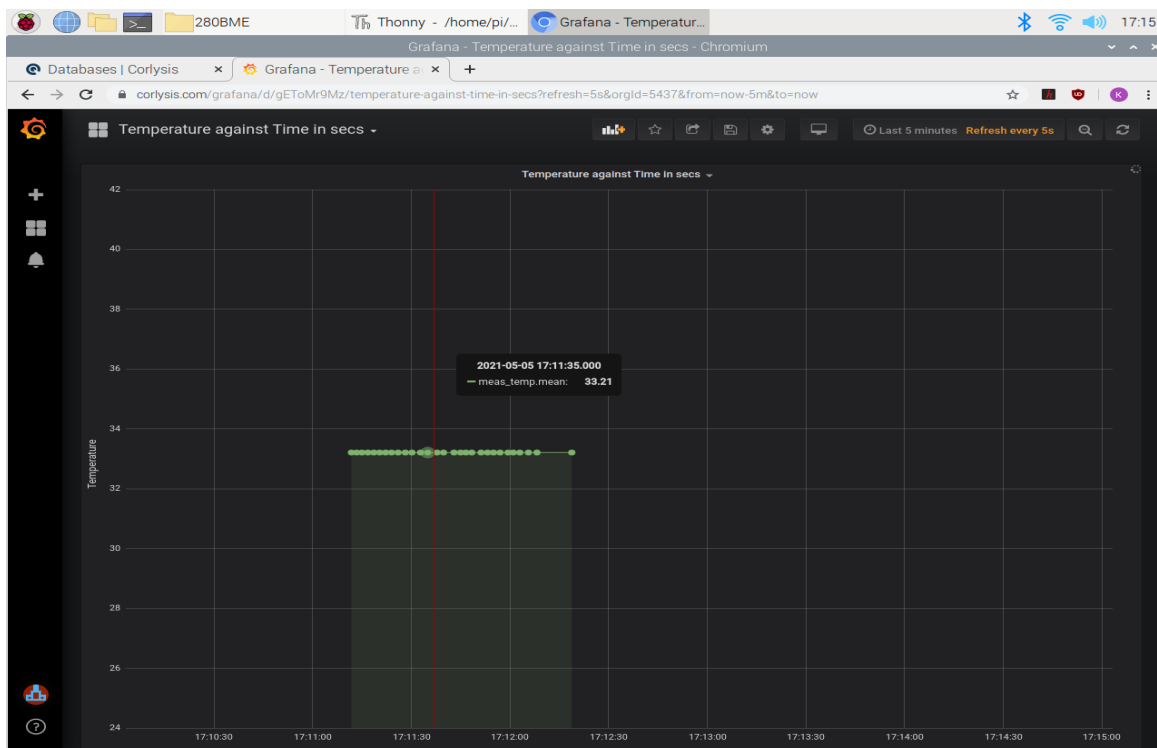 280BME
Thonny - /home/pi/...
Grafana - Temperatur...
17:15
Grafana - Temperature against Time in secs - Chromium
Databases | Corlysis
Grafana - Temperature a
corlysis.com/grafana/d/gEToMr9Mz/temperature-against-time-in-secs?refresh=5s&orgId=5437&from=now-5m&to=now
K
Temperature against Time in secs
Last 5 minutes Refresh every 5s
Temperature against Time in secs
42
40
38
36
34
32
30
28
26
24
Temperature
2021-05-05 17:11:35.000
meas_temp.mean: 33.21
17:10:30 17:11:00 17:11:30 17:12:00 17:12:30 17:13:00 17:13:30 17:14:00 17:14:30 17:15:00